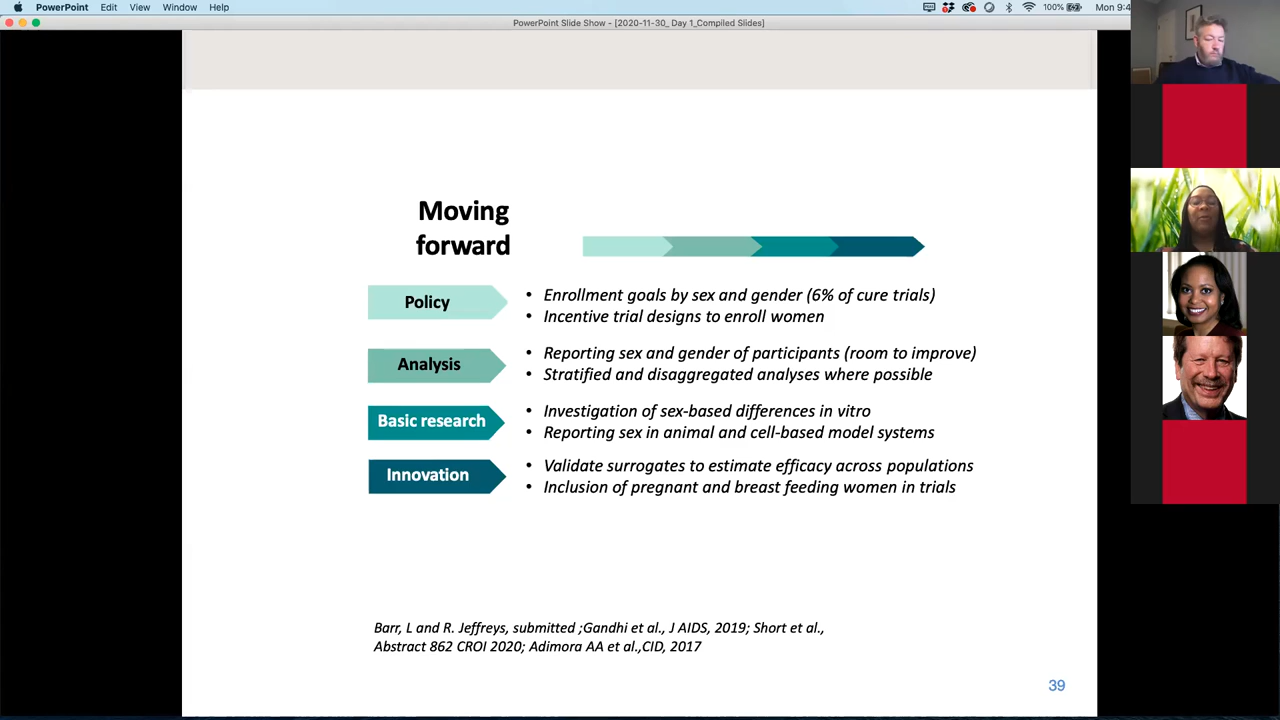 PowerPoint Edit View Window Help 100% Mon 9:4
PowerPoint Slide Show - [2020-11-30_ Day 1_Compiled Slides]
Moving
forward
Policy
• Enrollment goals by sex and gender (6% of cure trials)
• Incentive trial designs to enroll women
Analysis
• Reporting sex and gender of participants (room to improve)
• Stratified and disaggregated analyses where possible
Basic research
• Investigation of sex-based differences in vitro
• Reporting sex in animal and cell-based model systems
Innovation
• Validate surrogates to estimate efficacy across populations
• Inclusion of pregnant and breast feeding women in trials
Barr, L and R. Jeffreys, submitted ;Gandhi et al., J AIDS, 2019; Short et al.,
Abstract 862 CROI 2020; Adimora AA et al.,CID, 2017
39